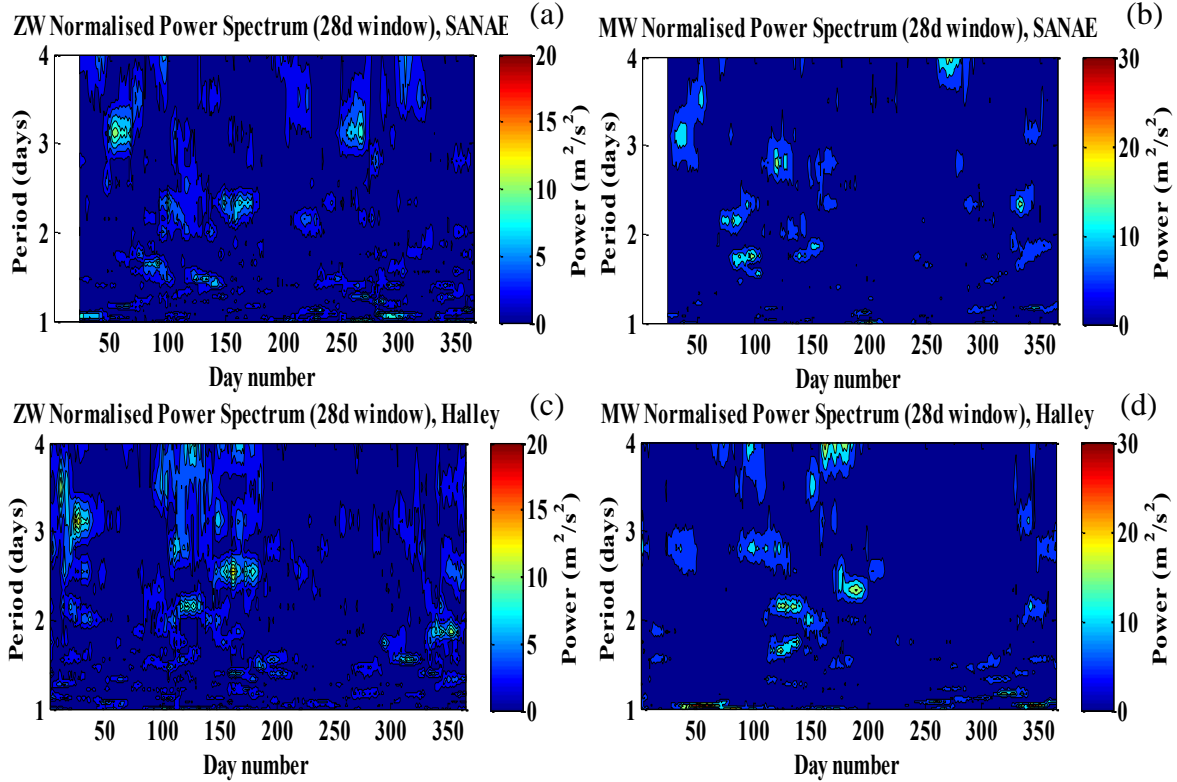 ZW Normalised Power Spectrum (28d window), SANAE (a)
Period (days)
4
3
2
1
50 100 150 200 250 300 350
Day number
20
15
10
5
0
Power (m²/s²)
MW Normalised Power Spectrum (28d window), SANAE (b)
Period (days)
4
3
2
1
50 100 150 200 250 300 350
Day number
30
20
10
0
Power (m²/s²)
ZW Normalised Power Spectrum (28d window), Halley (c)
Period (days)
4
3
2
1
50 100 150 200 250 300 350
Day number
20
15
10
5
0
Power (m²/s²)
MW Normalised Power Spectrum (28d window), Halley (d)
Period (days)
4
3
2
1
50 100 150 200 250 300 350
Day number
30
20
10
0
Power (m²/s²)